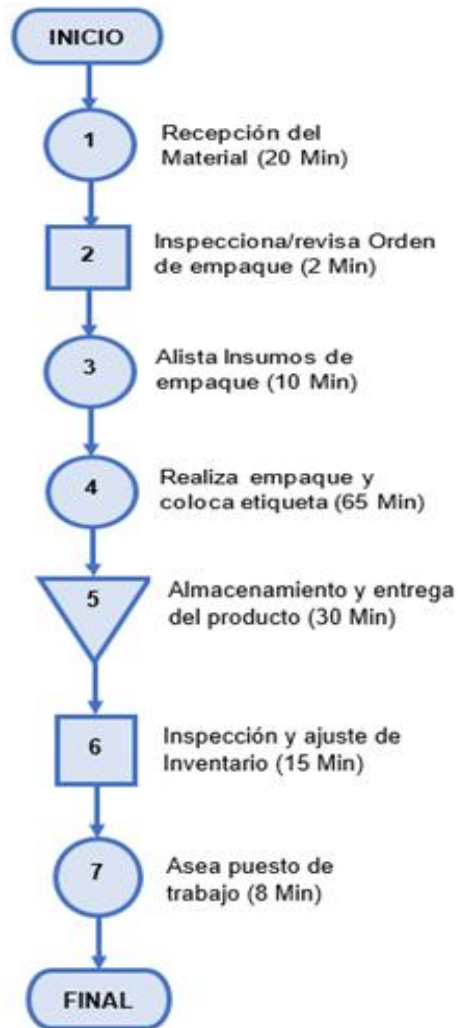 INICIO
1
Recepción del
Material (20 Min)
2
Inspecciona/revisa Orden
de empaque (2 Min)
3
Alista Insumos de
empaque (10 Min)
4
Realiza empaque y
coloca etiqueta (65 Min)
5
Almacenamiento y entrega
del producto (30 Min)
6
Inspección y ajuste de
Inventario (15 Min)
7
Asea puesto de
trabajo (8 Min)
FINAL